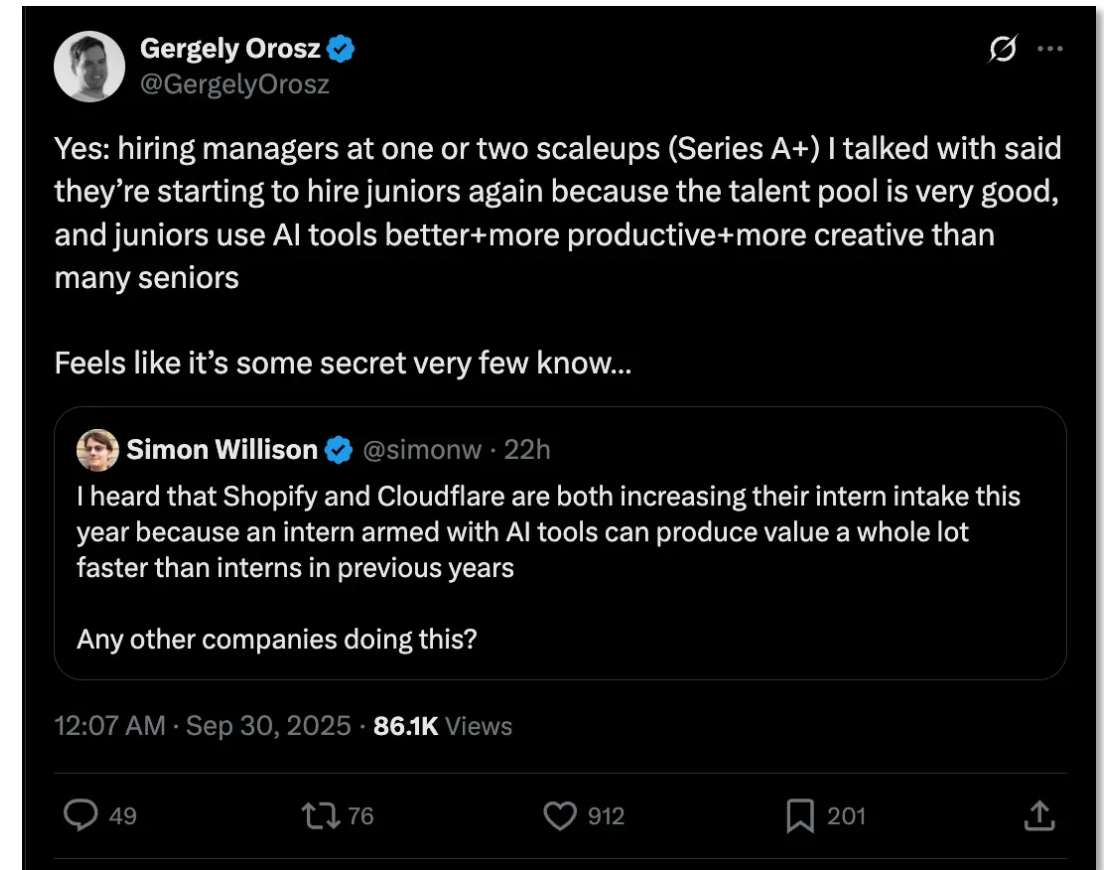 Gergely Orosz
@GergelyOrosz
Yes: hiring managers at one or two scaleups (Series A+) I talked with said
they’re starting to hire juniors again because the talent pool is very good,
and juniors use AI tools better+more productive+more creative than
many seniors
Feels like it’s some secret very few know...
Simon Willison @simonw · 22h
I heard that Shopify and Cloudflare are both increasing their intern intake this
year because an intern armed with AI tools can produce value a whole lot
faster than interns in previous years
Any other companies doing this?
12:07 AM · Sep 30, 2025 · 86.1K Views
49 76 912 201